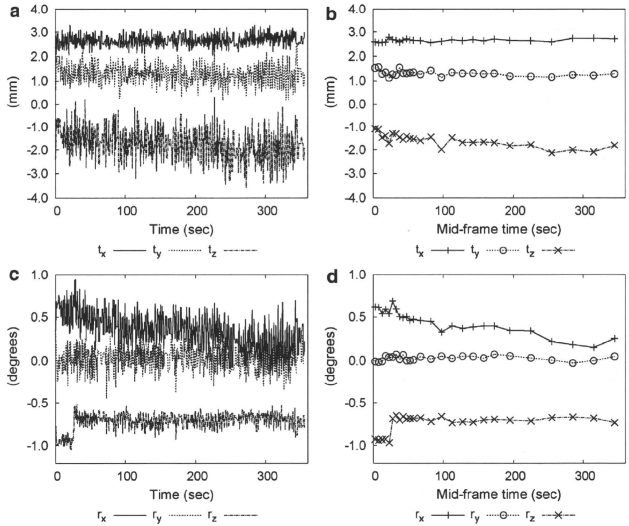 a
b
4.0
3.0
2.0
1.0
0.0
-1.0
-2.0
-3.0
-4.0
(mm)
0 100 200 300
Time (sec)
tx ty tz
4.0
3.0
2.0
1.0
0.0
-1.0
-2.0
-3.0
-4.0
(mm)
0 100 200 300
Mid-frame time (sec)
tx ty tz
c
d
1.0
0.5
0.0
-0.5
-1.0
(degrees)
0 100 200 300
Time (sec)
rx ry rz
1.0
0.5
0.0
-0.5
-1.0
(degrees)
0 100 200 300
Mid-frame time (sec)
rx ry rz